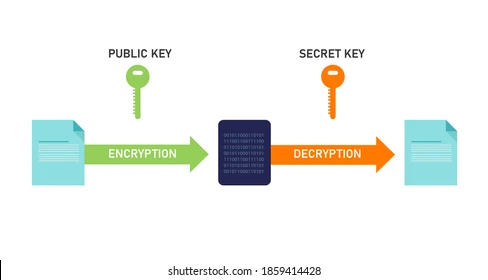 PUBLIC KEY
SECRET KEY
ENCRYPTION
DECRYPTION
shutterstock.com · 1859414428